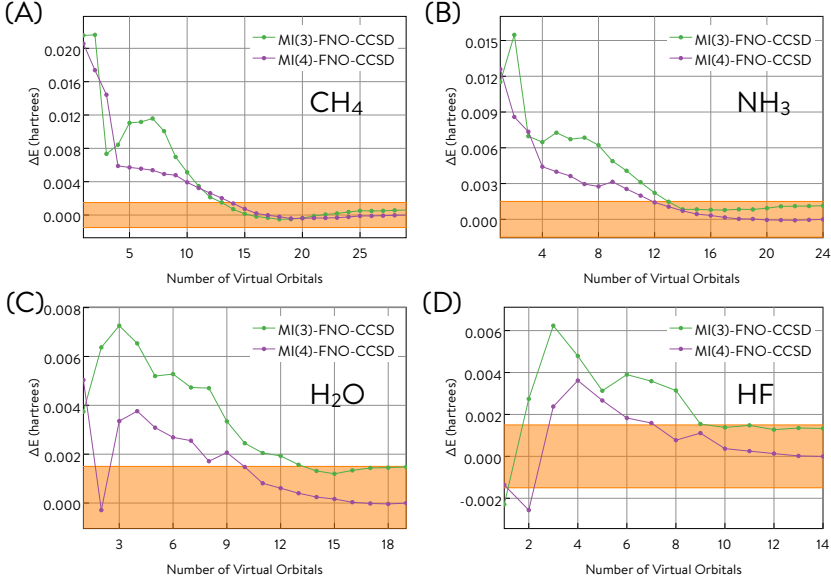 (A)
0.020
0.016
0.012
0.008
0.004
0.000
ΔE (hartrees)
MI(3)-FNO-CCSD
MI(4)-FNO-CCSD
CH4
5
10
15
20
25
Number of Virtual Orbitals
(B)
0.015
0.012
0.009
0.006
0.003
0.000
ΔE (hartrees)
MI(3)-FNO-CCSD
MI(4)-FNO-CCSD
NH3
4
8
12
16
20
24
Number of Virtual Orbitals
(C)
0.008
0.006
0.004
0.002
0.000
ΔE (hartrees)
MI(3)-FNO-CCSD
MI(4)-FNO-CCSD
H2O
3
6
9
12
15
18
Number of Virtual Orbitals
(D)
0.006
0.004
0.002
0.000
-0.002
ΔE (hartrees)
MI(3)-FNO-CCSD
MI(4)-FNO-CCSD
HF
2
4
6
8
10
12
14
Number of Virtual Orbitals